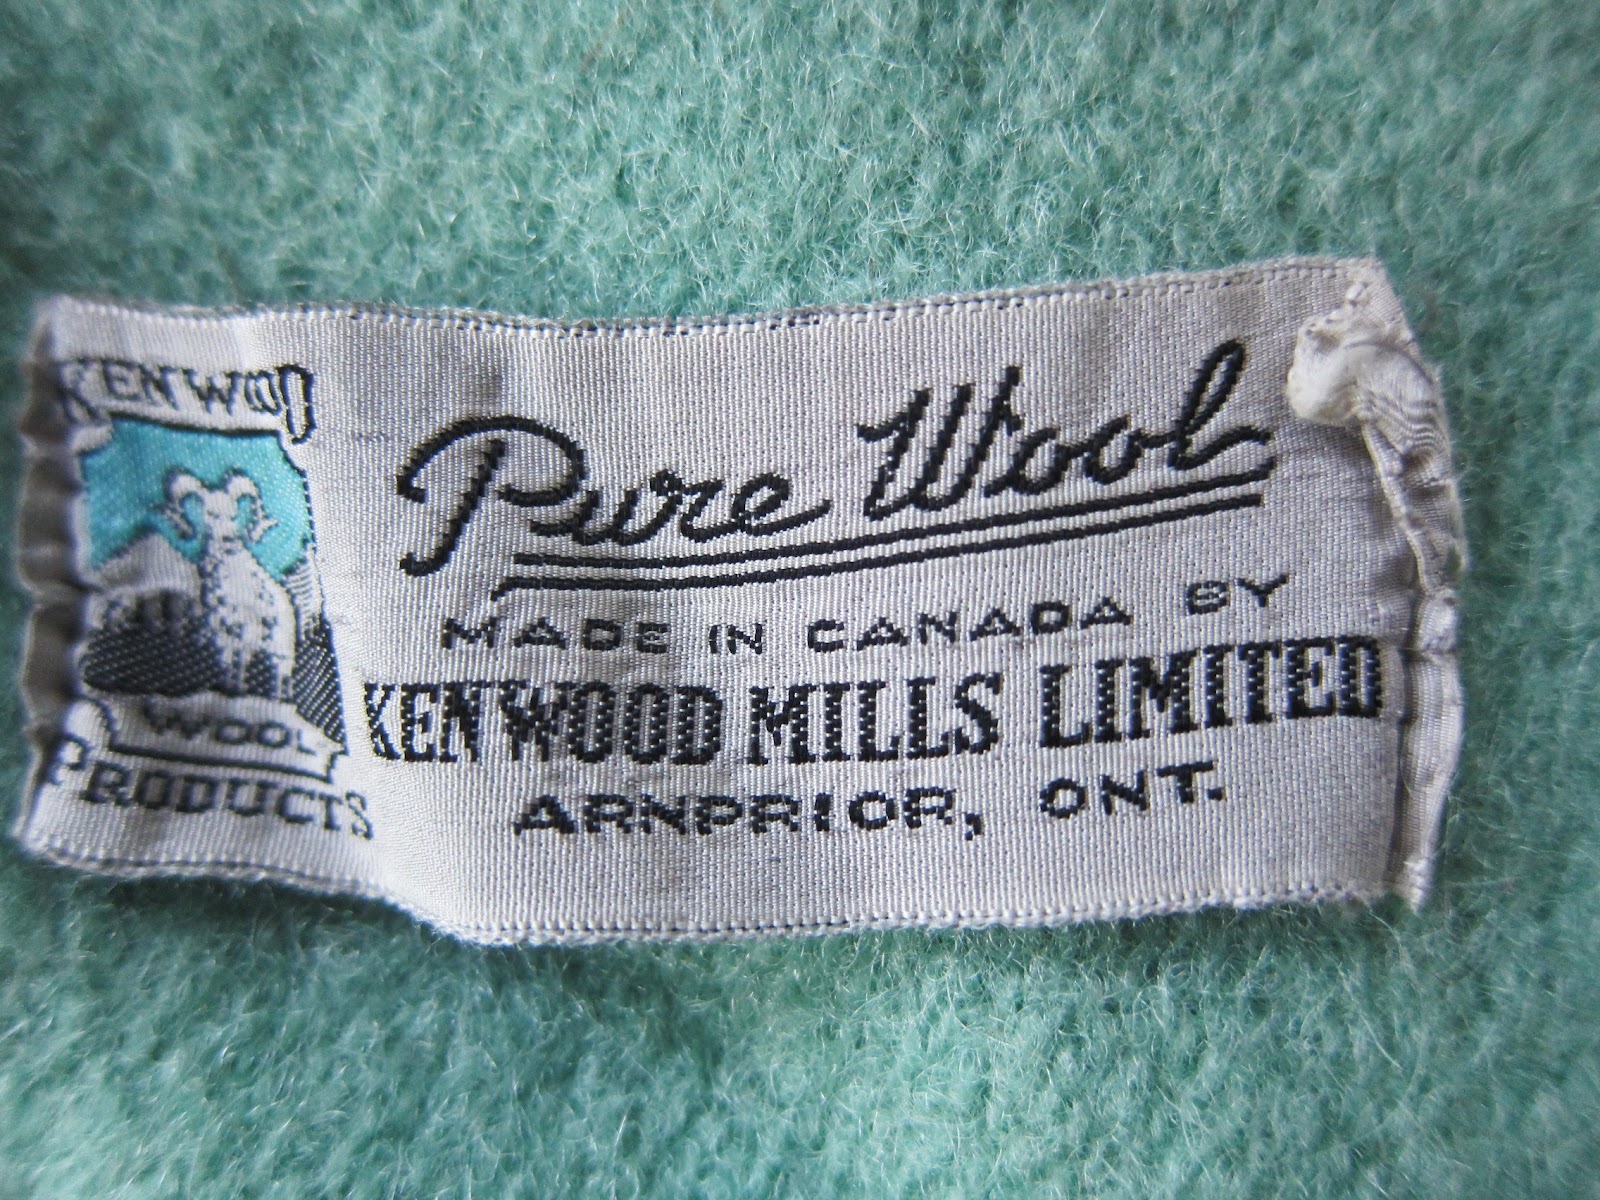 KENWOOD
WOOL
PRODUCTS
Pure Wool
MADE IN CANADA BY
KENWOOD MILLS LIMITED
ARNPRIOR, ONT.